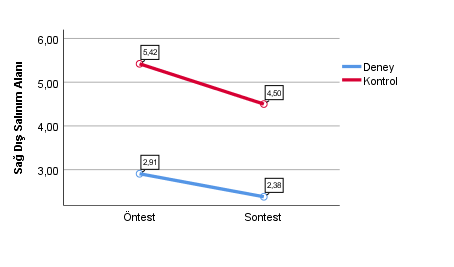 Sağ Dış Salınım Alanı
6,00
5,00
4,00
3,00
5,42
4,50
2,91
2,38
Öntest
Sontest
Deney
Kontrol